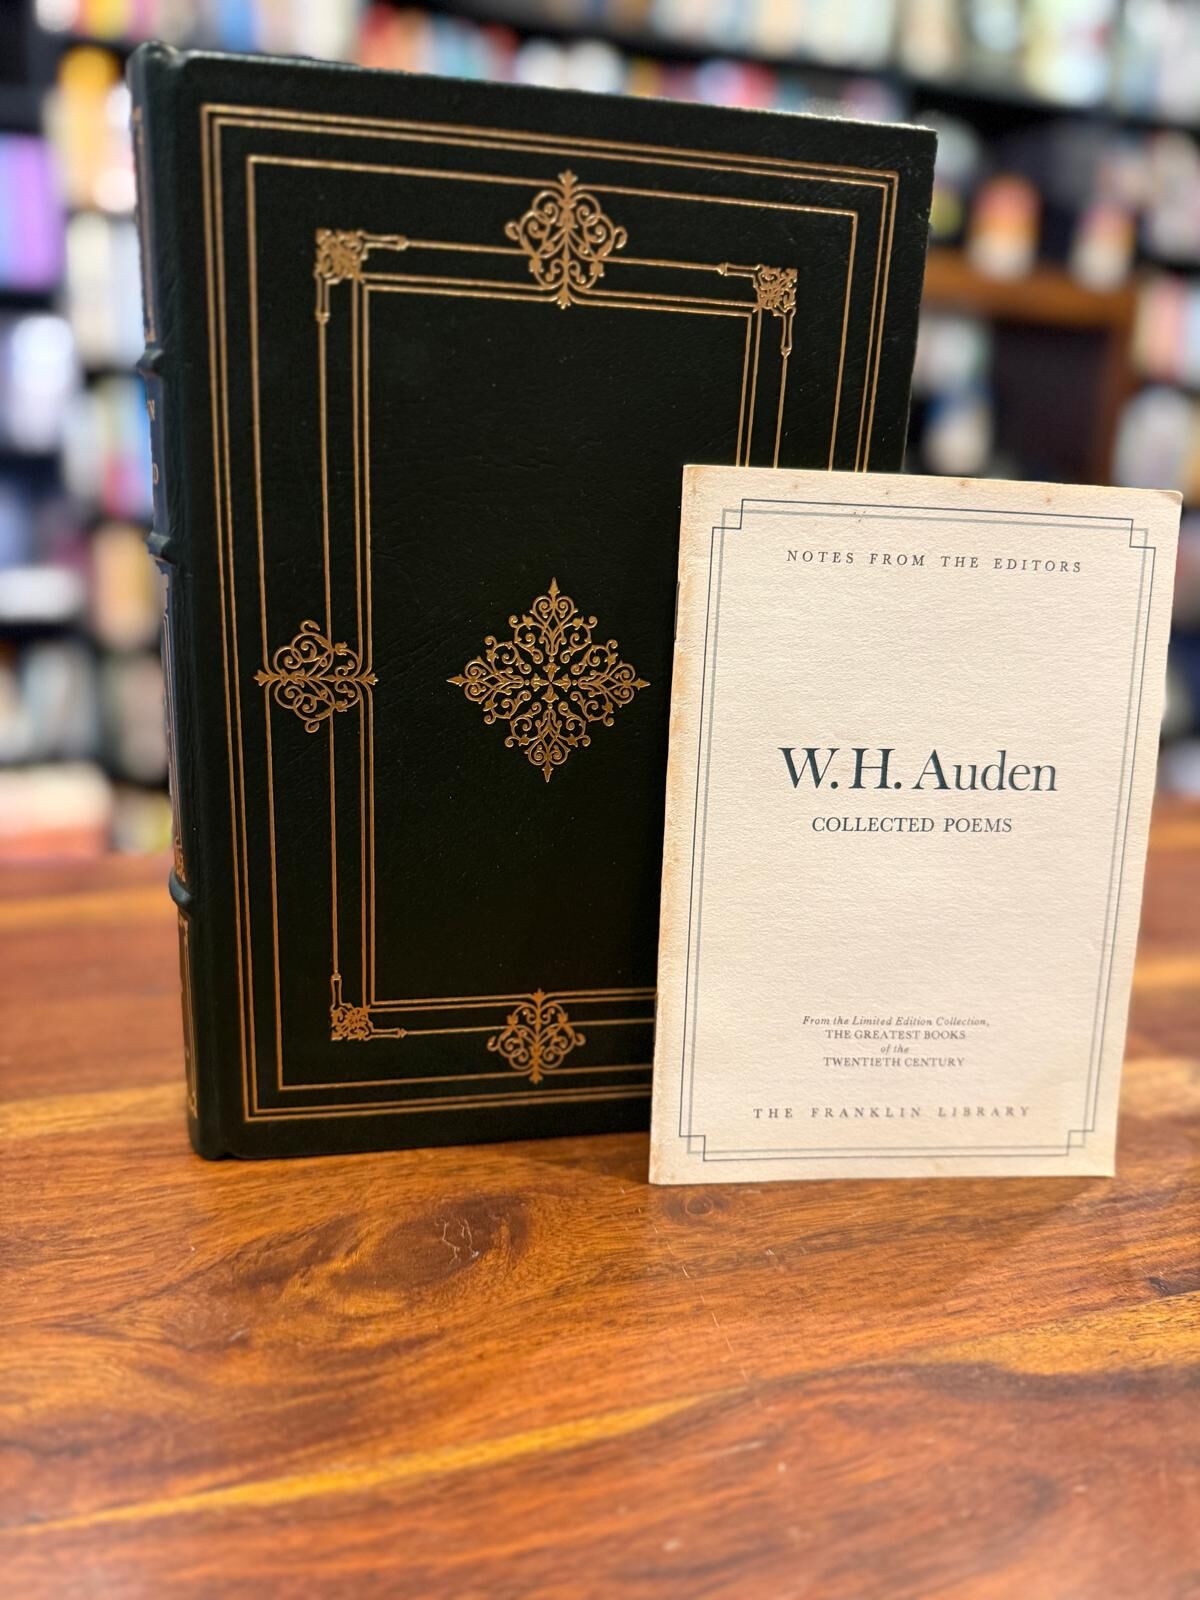 NOTES FROM THE EDITORS
W. H. Auden
COLLECTED POEMS
From the Limited Edition Collection,
THE GREATEST BOOKS
of the
TWENTIETH CENTURY
THE FRANKLIN LIBRARY